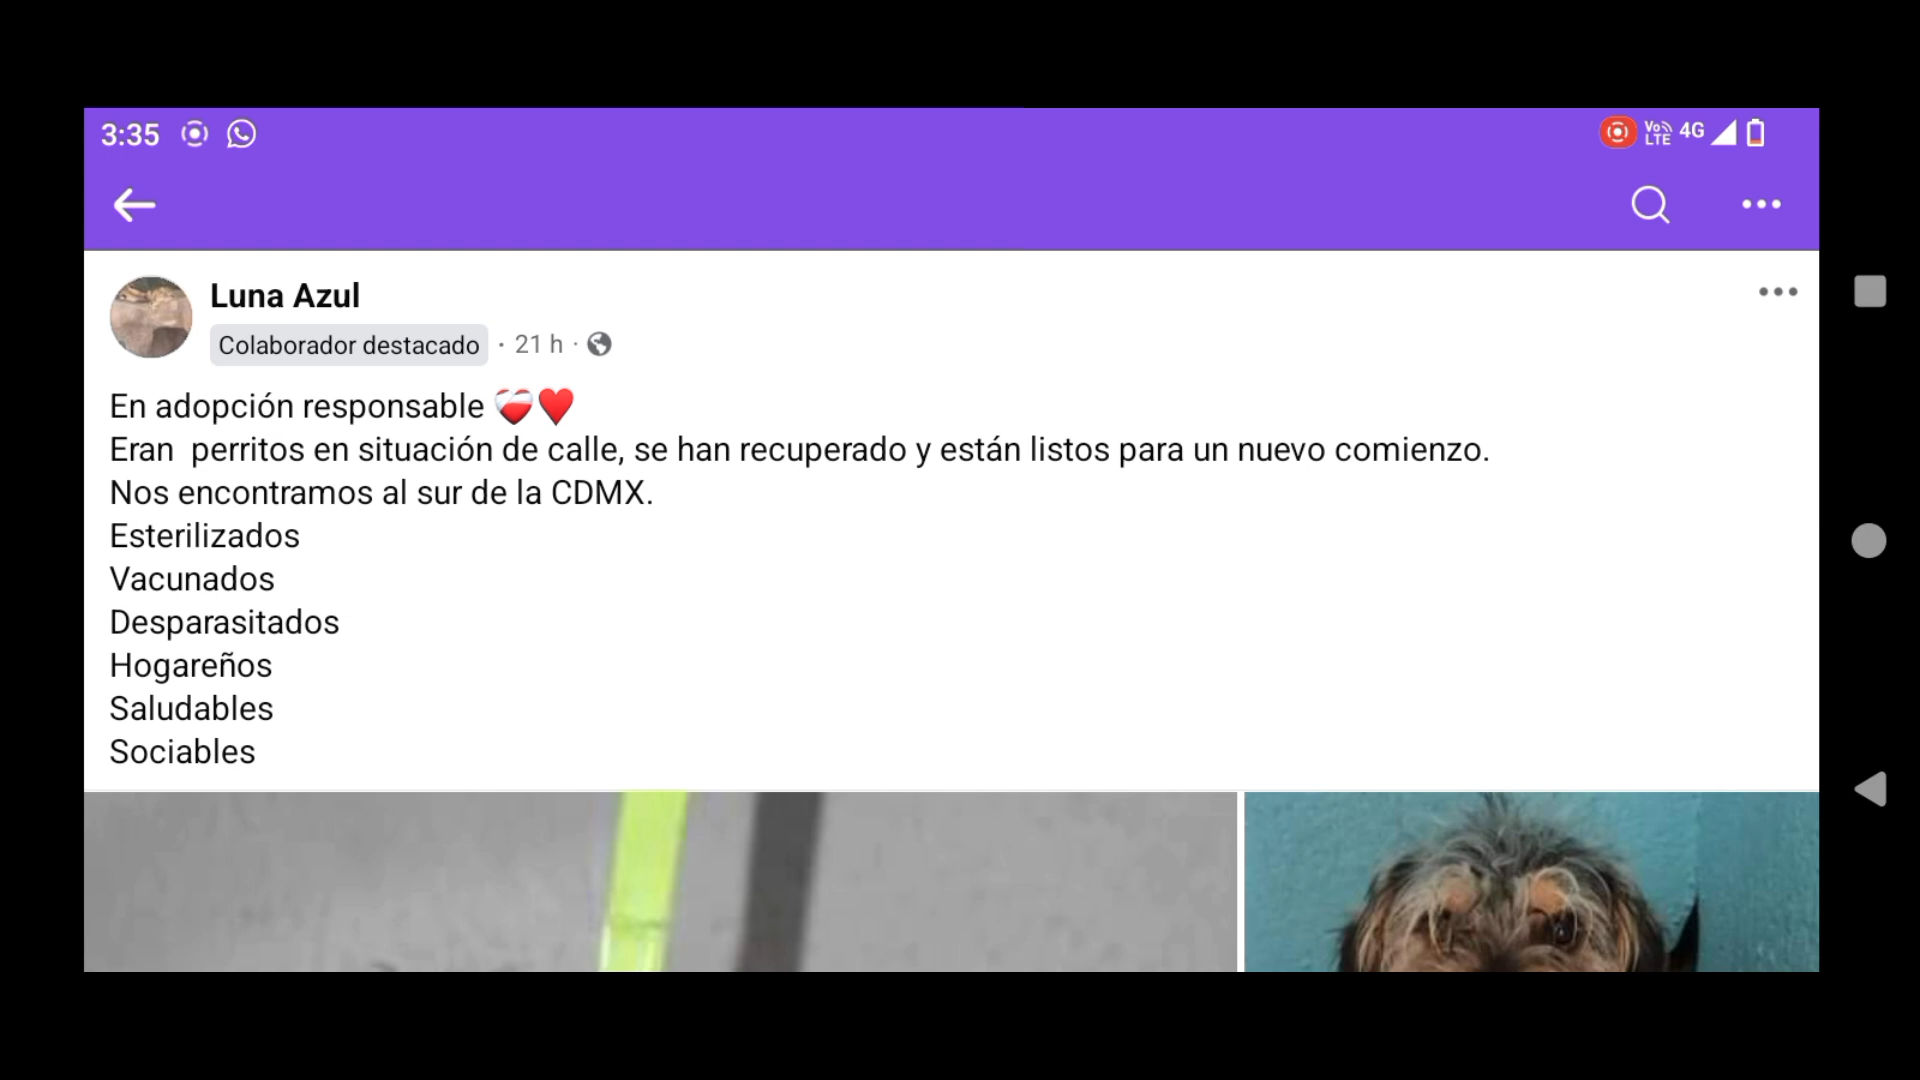 3:35
Vo LTE 4G
Luna Azul
Colaborador destacado · 21 h ·
En adopción responsable ❤️‍🩹❤️
Eran  perritos en situación de calle, se han recuperado y están listos para un nuevo comienzo.
Nos encontramos al sur de la CDMX.
Esterilizados
Vacunados
Desparasitados
Hogareños
Saludables
Sociables